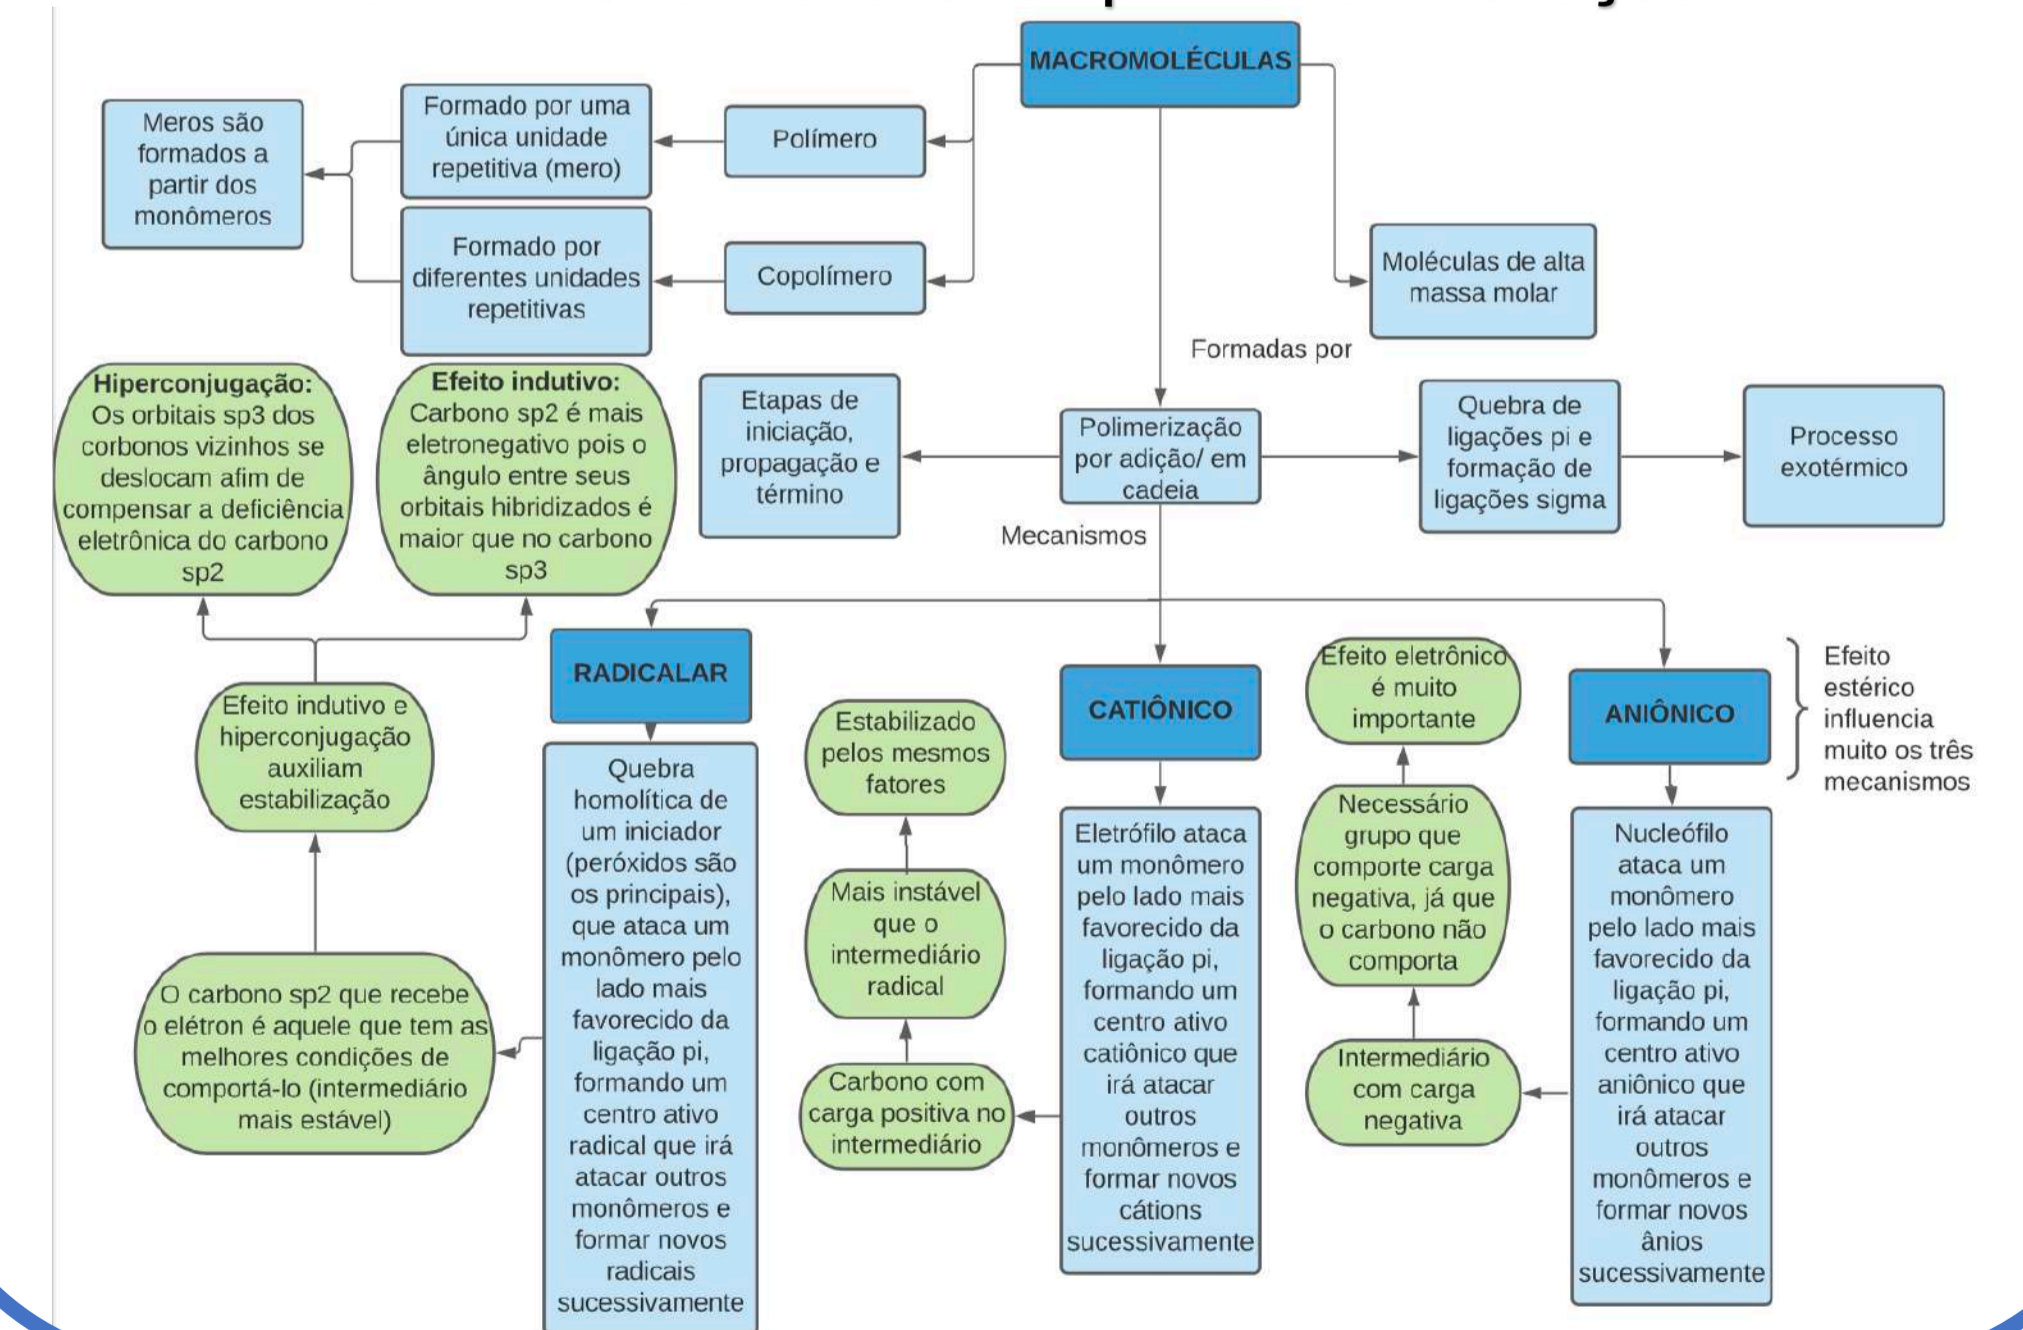 MACROMOLÉCULAS
Meros são
formados a
partir dos
monômeros
Formado por uma
única unidade
repetitiva (mero)
Polímero
Formado por
diferentes unidades
repetitivas
Copolímero
Moléculas de alta
massa molar
Formadas por
Hiperconjugação:
Os orbitais sp3 dos
corbonos vizinhos se
deslocam afim de
compensar a deficiência
eletrônica do carbono
sp2
Efeito indutivo:
Carbono sp2 é mais
eletronegativo pois o
ângulo entre seus
orbitais hibridizados é
maior que no carbono
sp3
Etapas de
iniciação,
propagação e
término
Polimerização
por adição/ em
cadeia
Quebra de
ligações pi e
formação de
ligações sigma
Processo
exotérmico
Mecanismos
RADICALAR
CATIÔNICO
ANIÔNICO
Efeito
estérico
influencia
muito os três
mecanismos
Efeito indutivo e
hiperconjugação
auxiliam
estabilização
O carbono sp2 que recebe
o elétron é aquele que tem as
melhores condições de
comportá-lo (intermediário
mais estável)
Quebra
homolítica de
um iniciador
(peróxidos são
os principais),
que ataca um
monômero pelo
lado mais
favorecido da
ligação pi,
formando um
centro ativo
radical que irá
atacar outros
monômeros e
formar novos
radicais
sucessivamente
Estabilizado
pelos mesmos
fatores
Mais instável
que o
intermediário
radical
Carbono com
carga positiva no
intermediário
Eletrófilo ataca
um monômero
pelo lado mais
favorecido da
ligação pi,
formando um
centro ativo
catiônico que
irá atacar
outros
monômeros e
formar novos
cátions
sucessivamente
Efeito eletrônico
é muito
importante
Necessário
grupo que
comporte carga
negativa, já que
o carbono não
comporta
Intermediário
com carga
negativa
Nucleófilo
ataca um
monômero
pelo lado mais
favorecido da
ligação pi,
formando um
centro ativo
aniônico que
irá atacar
outros
monômeros e
formar novos
ânios
sucessivamente